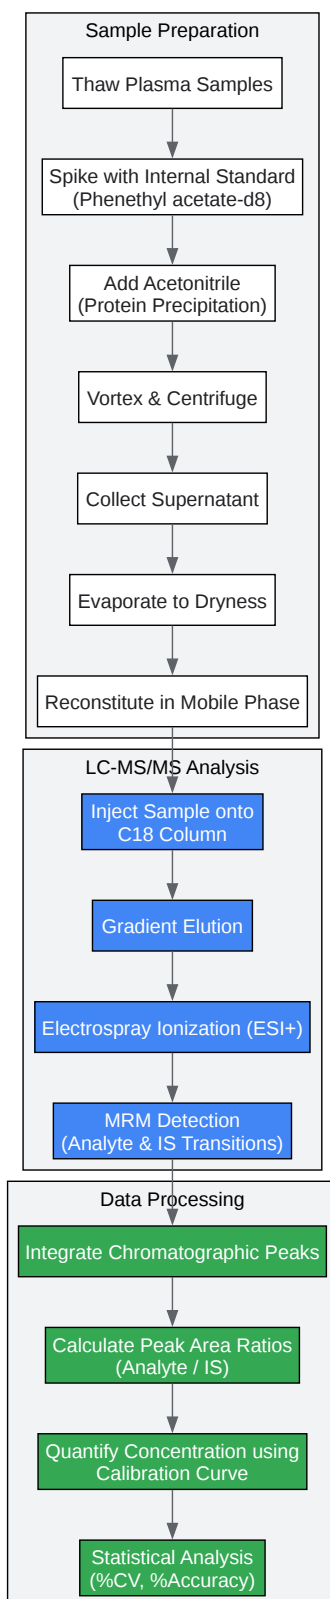 Sample Preparation
Thaw Plasma Samples
Spike with Internal Standard
(Phenethyl acetate-d8)
Add Acetonitrile
(Protein Precipitation)
Vortex & Centrifuge
Collect Supernatant
Evaporate to Dryness
Reconstitute in Mobile Phase
LC-MS/MS Analysis
Inject Sample onto
C18 Column
Gradient Elution
Electrospray Ionization (ESI+)
MRM Detection
(Analyte & IS Transitions)
Data Processing
Integrate Chromatographic Peaks
Calculate Peak Area Ratios
(Analyte / IS)
Quantify Concentration using
Calibration Curve
Statistical Analysis
(%CV, %Accuracy)